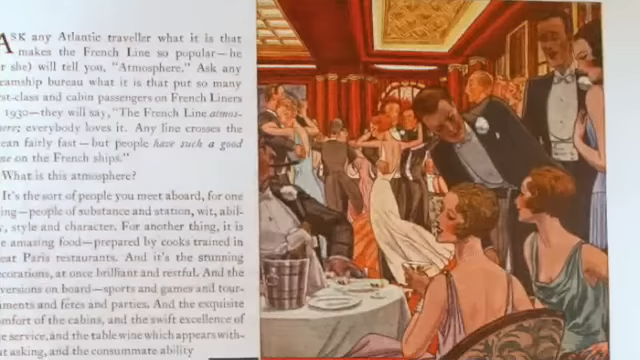 ASK any Atlantic traveller what it is that
makes the French Line so popular—he
r she) will tell you, "Atmosphere." Ask any
eamship bureau what it is that put so many
st-class and cabin passengers on French Liners
1930—they will say, "The French Line atmos-
ere; everybody loves it. Any line crosses the
ean fairly fast—but people have such a good
me on the French ships."
What is this atmosphere?
It's the sort of people you meet aboard, for one
ing—people of substance and station, wit, abil-
y, style and character. For another thing, it is
e amazing food—prepared by cooks trained in
eat Paris restaurants. And it's the stunning
ecorations, at once brilliant and restful. And the
versions on board—sports and games and tour-
ments and fêtes and parties. And the exquisite
mfort of the cabins, and the swift excellence of
e service, and the table wine which appears with-
ut asking, and the consummate ability